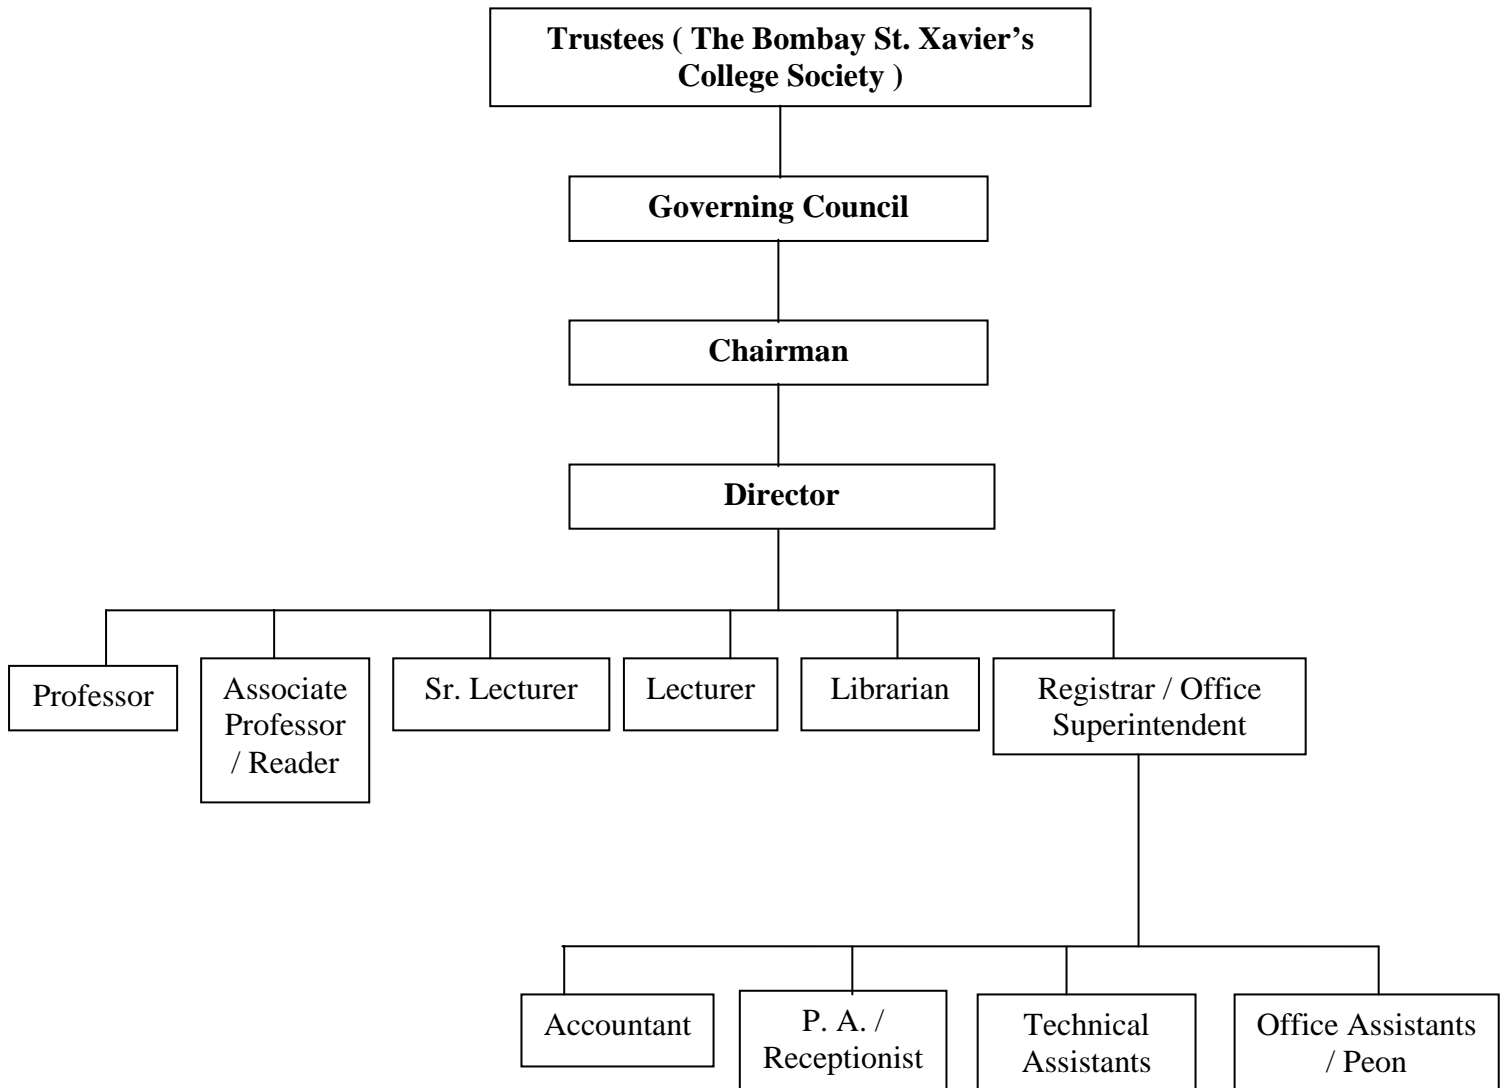 Trustees ( The Bombay St. Xavier’s
College Society )
Governing Council
Chairman
Director
Professor
Associate
Professor
/ Reader
Sr. Lecturer
Lecturer
Librarian
Registrar / Office
Superintendent
Accountant
P. A. /
Receptionist
Technical
Assistants
Office Assistants
/ Peon